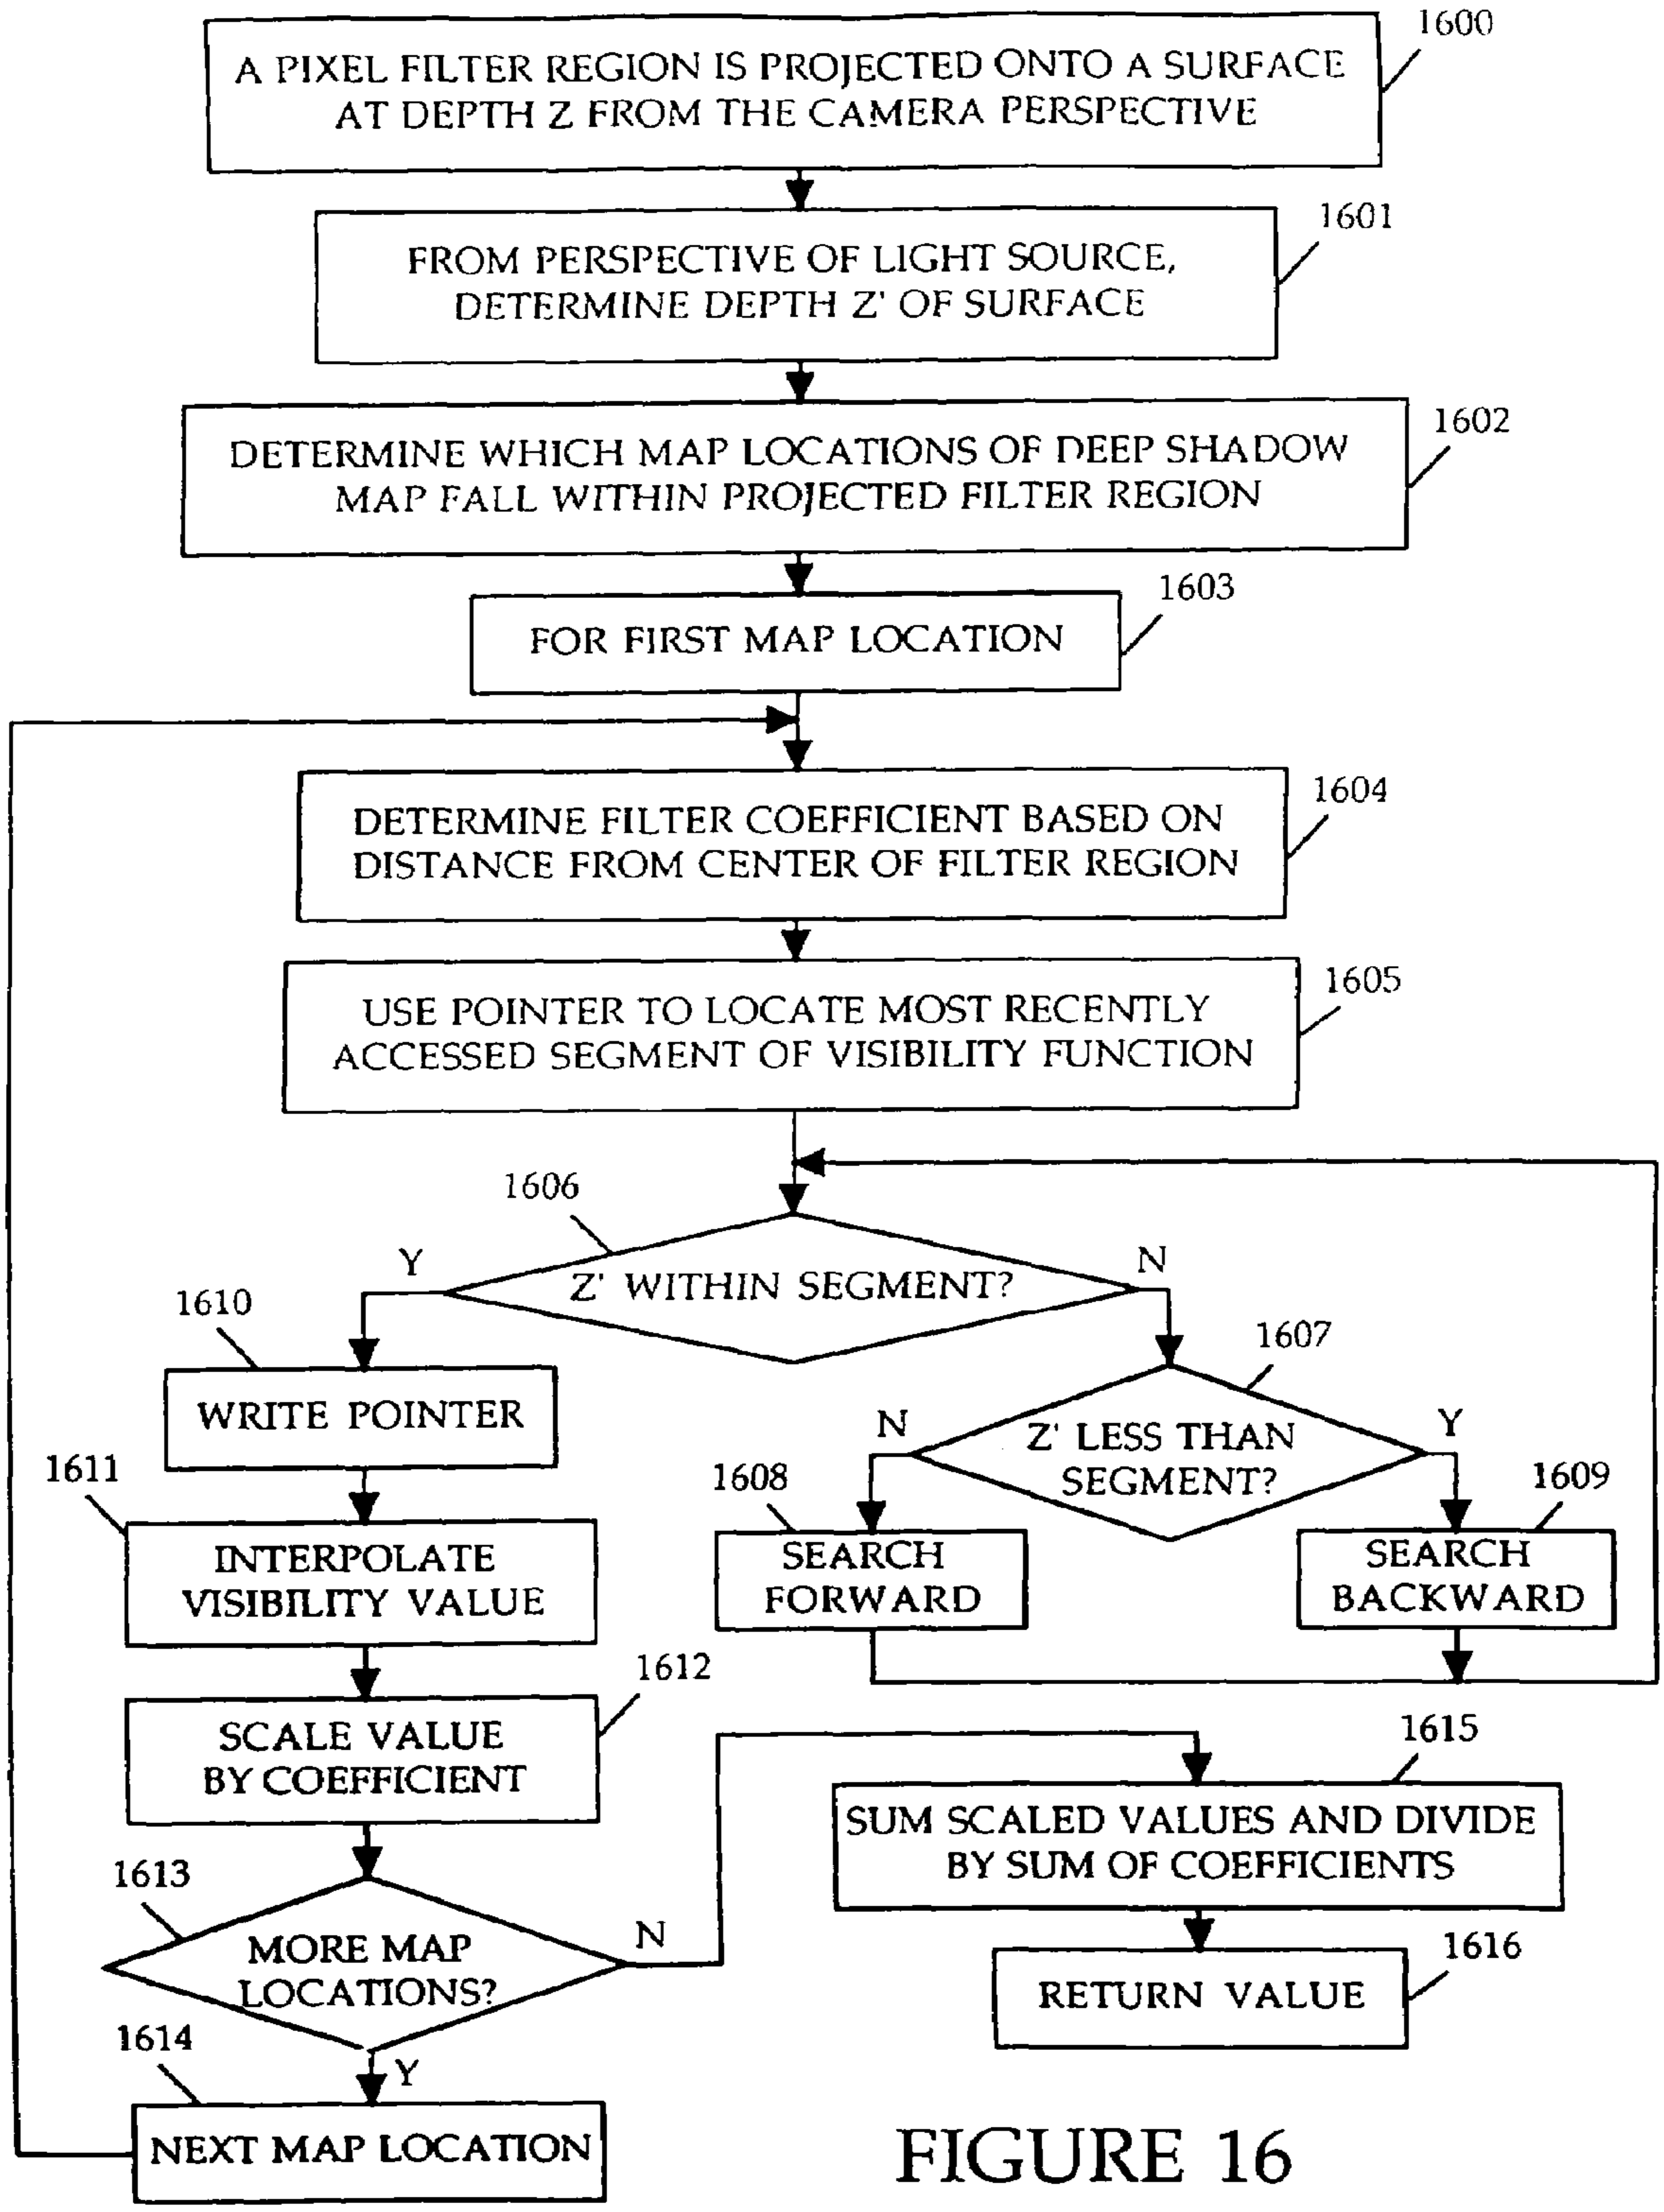 1600
A PIXEL FILTER REGION IS PROJECTED ONTO A SURFACE
AT DEPTH Z FROM THE CAMERA PERSPECTIVE
1601
FROM PERSPECTIVE OF LIGHT SOURCE,
DETERMINE DEPTH Z' OF SURFACE
1602
DETERMINE WHICH MAP LOCATIONS OF DEEP SHADOW
MAP FALL WITHIN PROJECTED FILTER REGION
1603
FOR FIRST MAP LOCATION
1604
DETERMINE FILTER COEFFICIENT BASED ON
DISTANCE FROM CENTER OF FILTER REGION
1605
USE POINTER TO LOCATE MOST RECENTLY
ACCESSED SEGMENT OF VISIBILITY FUNCTION
1606
Y
Z' WITHIN SEGMENT?
N
1610
WRITE POINTER
1607
N
Z' LESS THAN
SEGMENT?
Y
1608
SEARCH
FORWARD
1609
SEARCH
BACKWARD
1611
INTERPOLATE
VISIBILITY VALUE
1612
SCALE VALUE
BY COEFFICIENT
1613
MORE MAP
LOCATIONS?
N
Y
1614
NEXT MAP LOCATION
1615
SUM SCALED VALUES AND DIVIDE
BY SUM OF COEFFICIENTS
1616
RETURN VALUE
FIGURE 16